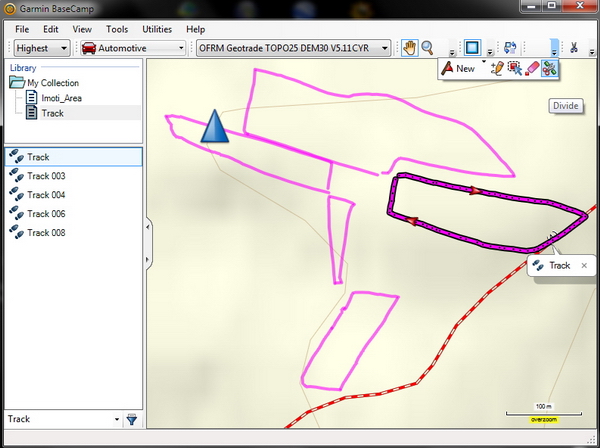 Garmin BaseCamp
File Edit View Tools Utilities Help
Highest Automotive OFRM Geotrade TOPO25 DEM30 V5.11CYR
Library
My Collection
Imoti_Area
Track
Track
Track 003
Track 004
Track 006
Track 008
Track
New
Divide
Track
100 m
overzoom